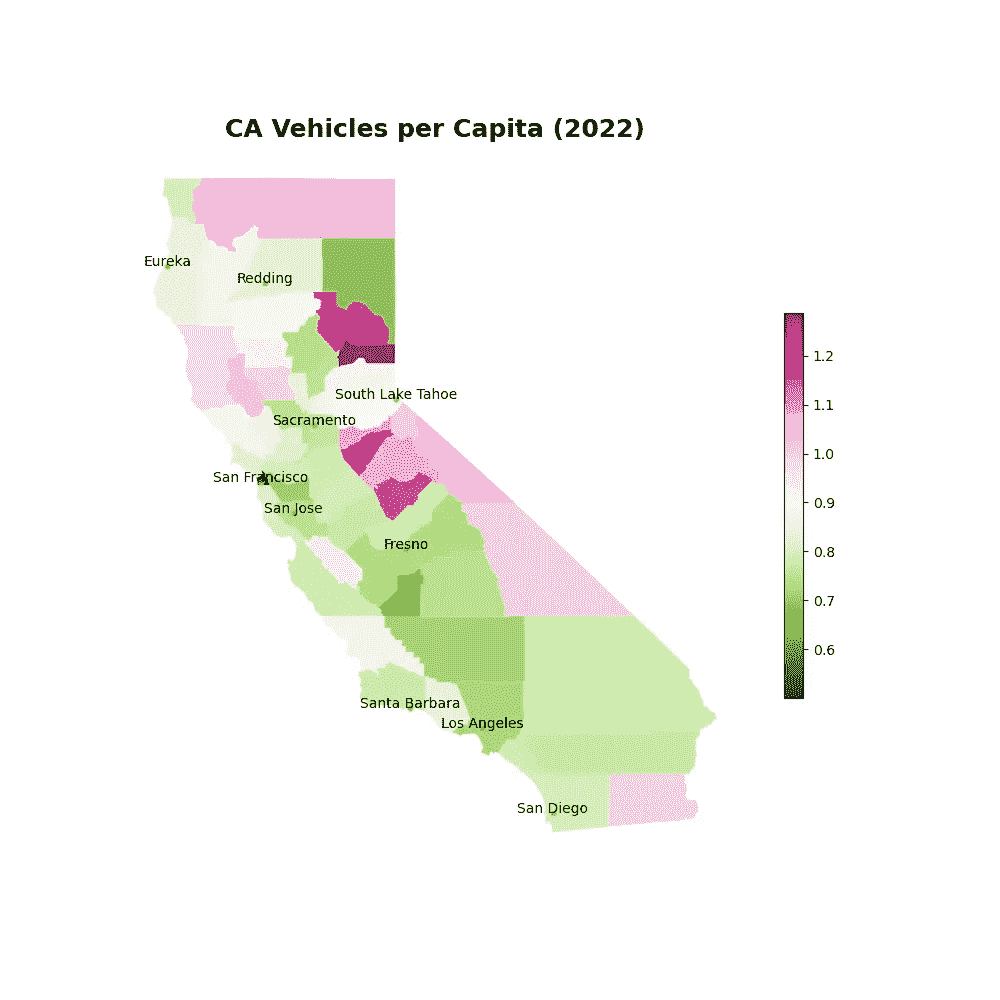 CA Vehicles per Capita (2022)
Eureka
Redding
South Lake Tahoe
Sacramento
San Francisco
San Jose
Fresno
Santa Barbara
Los Angeles
San Diego
1.2
1.1
1.0
0.9
0.8
0.7
0.6